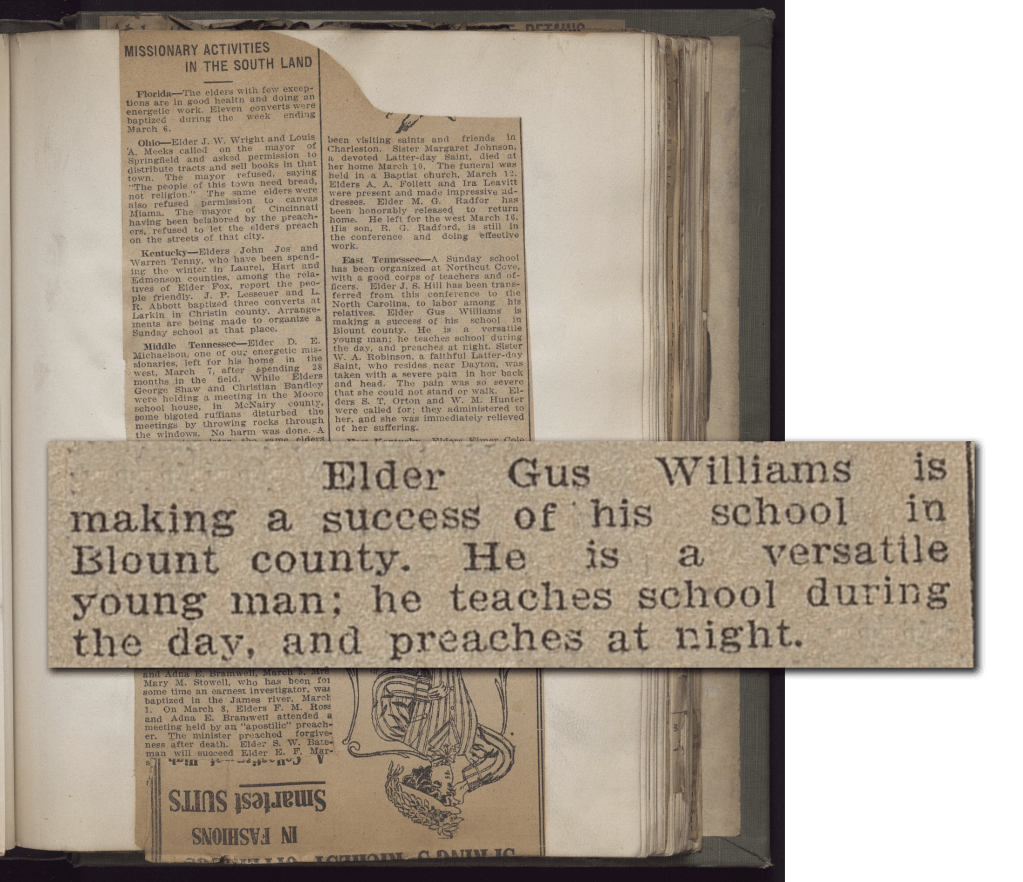 MISSIONARY ACTIVITIES
IN THE SOUTH LAND
Florida—The elders with few excep-
tions are in good health and doing an
energetic work. Eleven converts were
baptized during the week ending
March 6.
Ohio—Elder J. W. Wright and Louis
A. Meeks called on the mayor of
Springfield and asked permission to
distribute tracts and sell books in that
town. The mayor refused, saying
"The people of this town need bread,
not religion." The same elders were
also refused permission to canvas
Miama. The mayor of Cincinnati
having been belabored by the preach-
ers, refused to let the elders preach
on the streets of that city.
Kentucky—Elders John Jos and
Warren Tenny, who have been spend-
ing the winter in Laurel, Hart and
Edmonson counties, among the rela-
tives of Elder Fox, report the peo-
ple friendly. J. P. Lesseuer and L.
R. Abbott baptized three converts at
Larkin in Christin county. Arrange-
ments are being made to organize a
Sunday school at that place.
Middle Tennessee—Elder D. E.
Michaelson, one of our energetic mis-
sionaries, left for his home in the
west, March 7, after spending 28
months in the field. While Elders
George Shaw and Christian Bandley
were holding a meeting in the Moore
school house, in McNairy county,
some bigoted ruffians disturbed the
meetings by throwing rocks through
the windows. No harm was done. A
later the same elders
been visiting saints and friends in
Charleston. Sister Margaret Johnson,
a devoted Latter-day Saint, died at
her home March 10. The funeral was
held in a Baptist church, March 12.
Elders A. A. Follett and Ira Leavitt
were present and made impressive ad-
dresses. Elder M. G. Radfor has
been honorably released to return
home. He left for the west March 16.
His son, R. G. Radford, is still in
the conference and doing effective
work.
East Tennessee—A Sunday school
has been organized at Northcut Cove,
with a good corps of teachers and of-
ficers. Elder J. S. Hill has been trans-
ferred from this conference to the
North Carolina, to labor among his
relatives. Elder Gus Williams is
making a success of his school in
Blount county. He is a versatile
young man; he teaches school during
the day, and preaches at night. Sister
W. A. Robinson, a faithful Latter-day
Saint, who resides near Dayton, was
taken with a severe pain in her back
and head. The pain was so severe
that she could not stand or walk. El-
ders S. T. Orton and W. M. Hunter
were called for; they administered to
her, and she was immediately relieved
of her suffering.
Elder Gus Williams is
making a success of his school in
Blount county. He is a versatile
young man; he teaches school during
the day, and preaches at night.
and Adna E. Bramwell, March
Mary M. Stowell, who has been for
some time an earnest investigator, was
baptized in the James river, March
1. On March 8, Elders F. M. Ross
and Adna E. Bramwell attended a
meeting held by an "apostilic" preach-
er. The minister preached forgive-
ness after death. Elder S. W. Bate-
man will succeed Elder E. F. Mar-
Smartest SUITS
IN FASHIONS
SPRING'S RICHEST